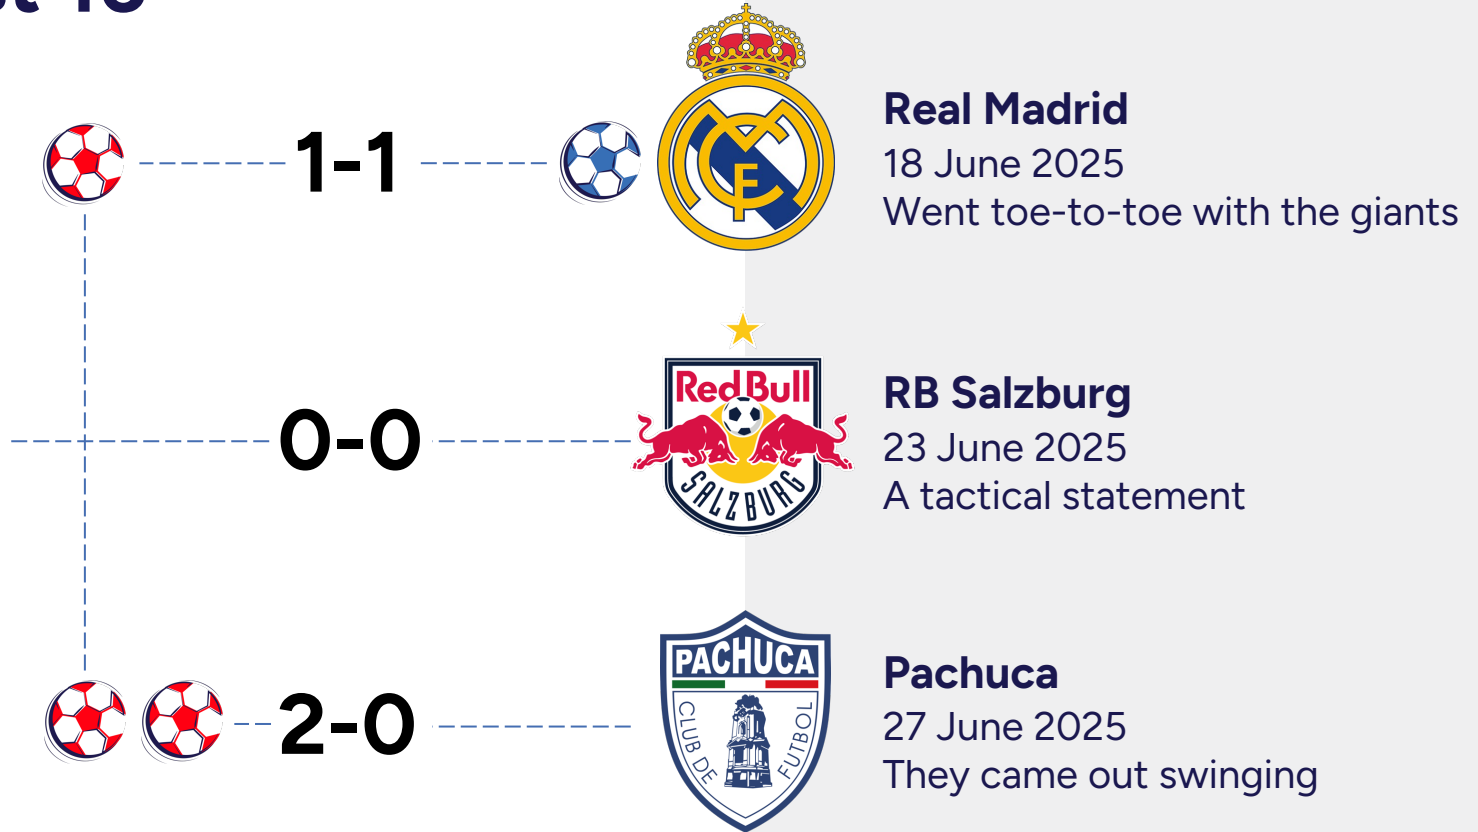 1-1
Real Madrid
18 June 2025
Went toe-to-toe with the giants
0-0
Red Bull
SALZBURG
RB Salzburg
23 June 2025
A tactical statement
2-0
PACHUCA
CLUB DE FUTBOL
Pachuca
27 June 2025
They came out swinging